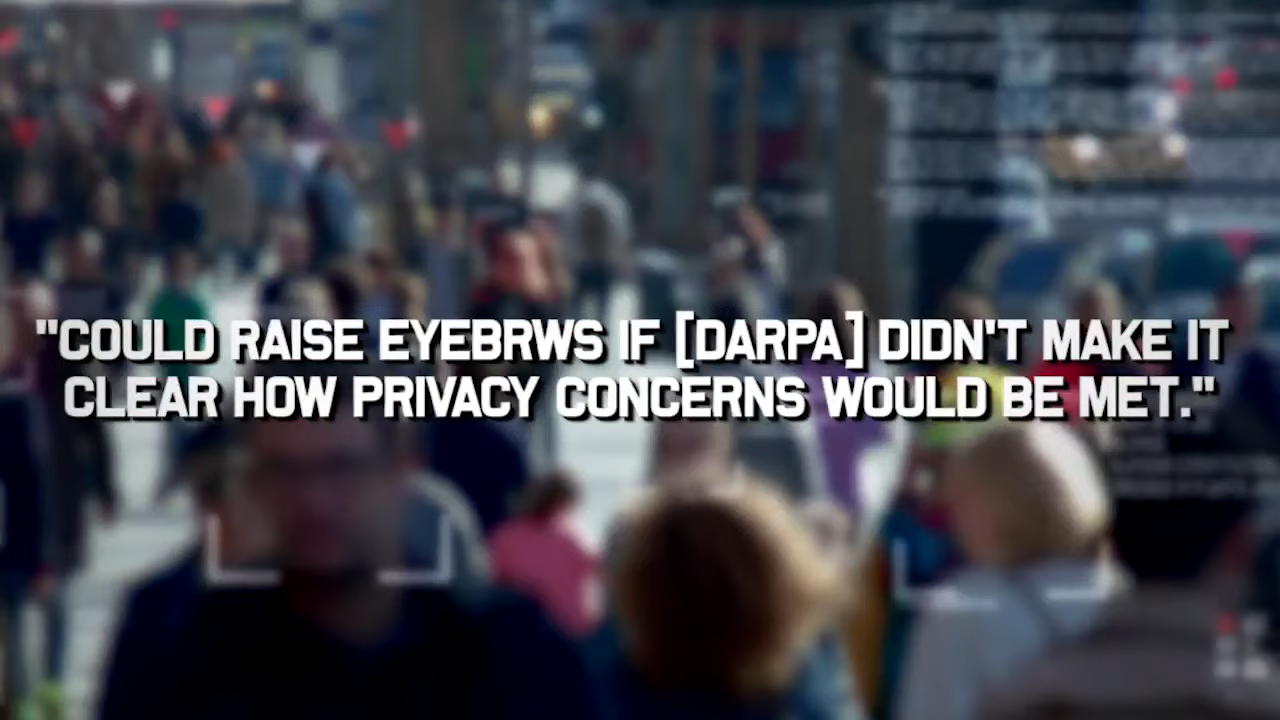 "COULD RAISE EYEBRWS IF [DARPA] DIDN'T MAKE IT
CLEAR HOW PRIVACY CONCERNS WOULD BE MET."